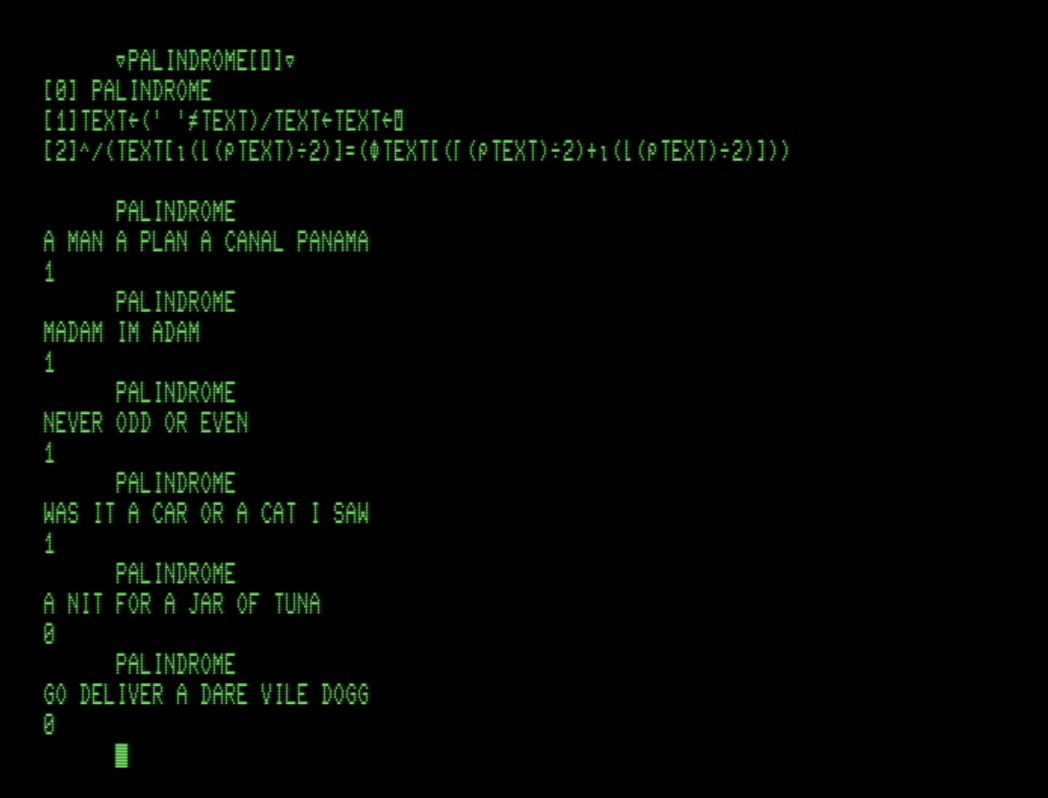 ∇PALINDROME[⎕]∇
[0] PALINDROME
[1]TEXT←(' '≠TEXT)/TEXT←TEXT←⍞
[2]^/(TEXT[⍳(⌊(⍴TEXT)÷2)]=(⌽TEXT[(⌈(⍴TEXT)÷2)+⍳(⌊(⍴TEXT)÷2)]))
PALINDROME
A MAN A PLAN A CANAL PANAMA
1
PALINDROME
MADAM IM ADAM
1
PALINDROME
NEVER ODD OR EVEN
1
PALINDROME
WAS IT A CAR OR A CAT I SAW
1
PALINDROME
A NIT FOR A JAR OF TUNA
0
PALINDROME
GO DELIVER A DARE VILE DOGG
0